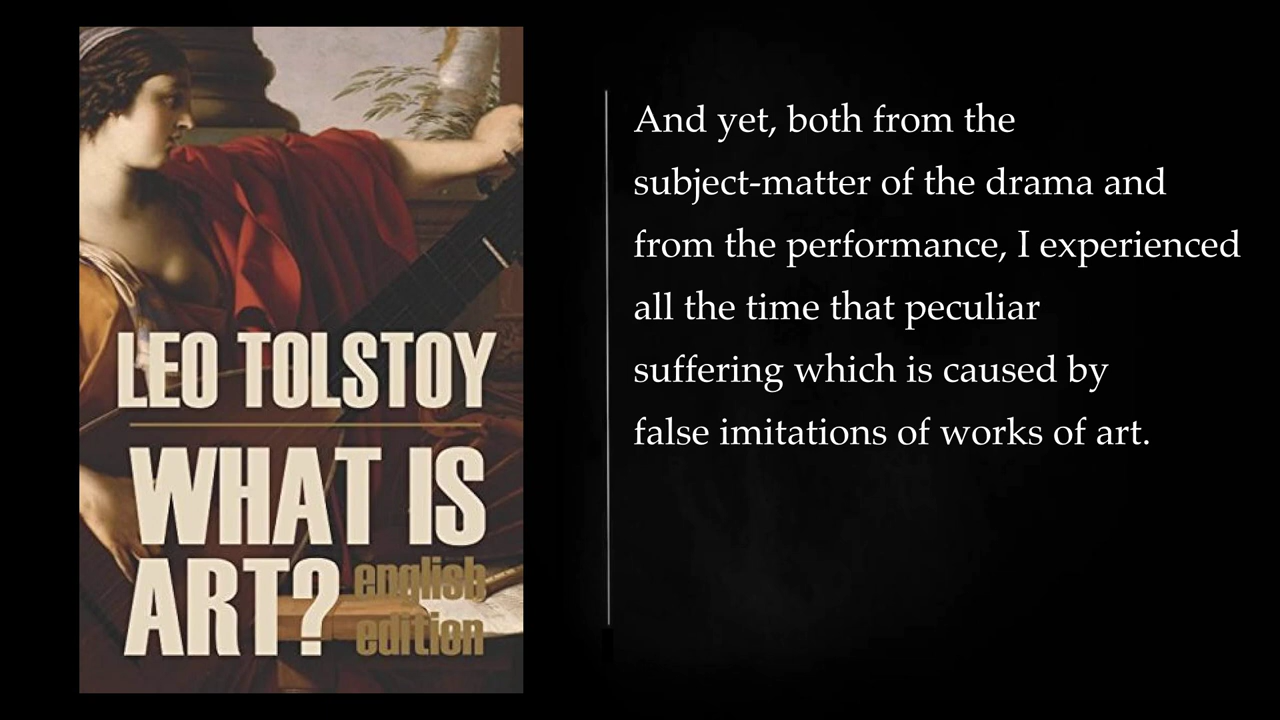 LEO TOLSTOY
WHAT IS
ART?
english
edition
And yet, both from the
subject-matter of the drama and
from the performance, I experienced
all the time that peculiar
suffering which is caused by
false imitations of works of art.